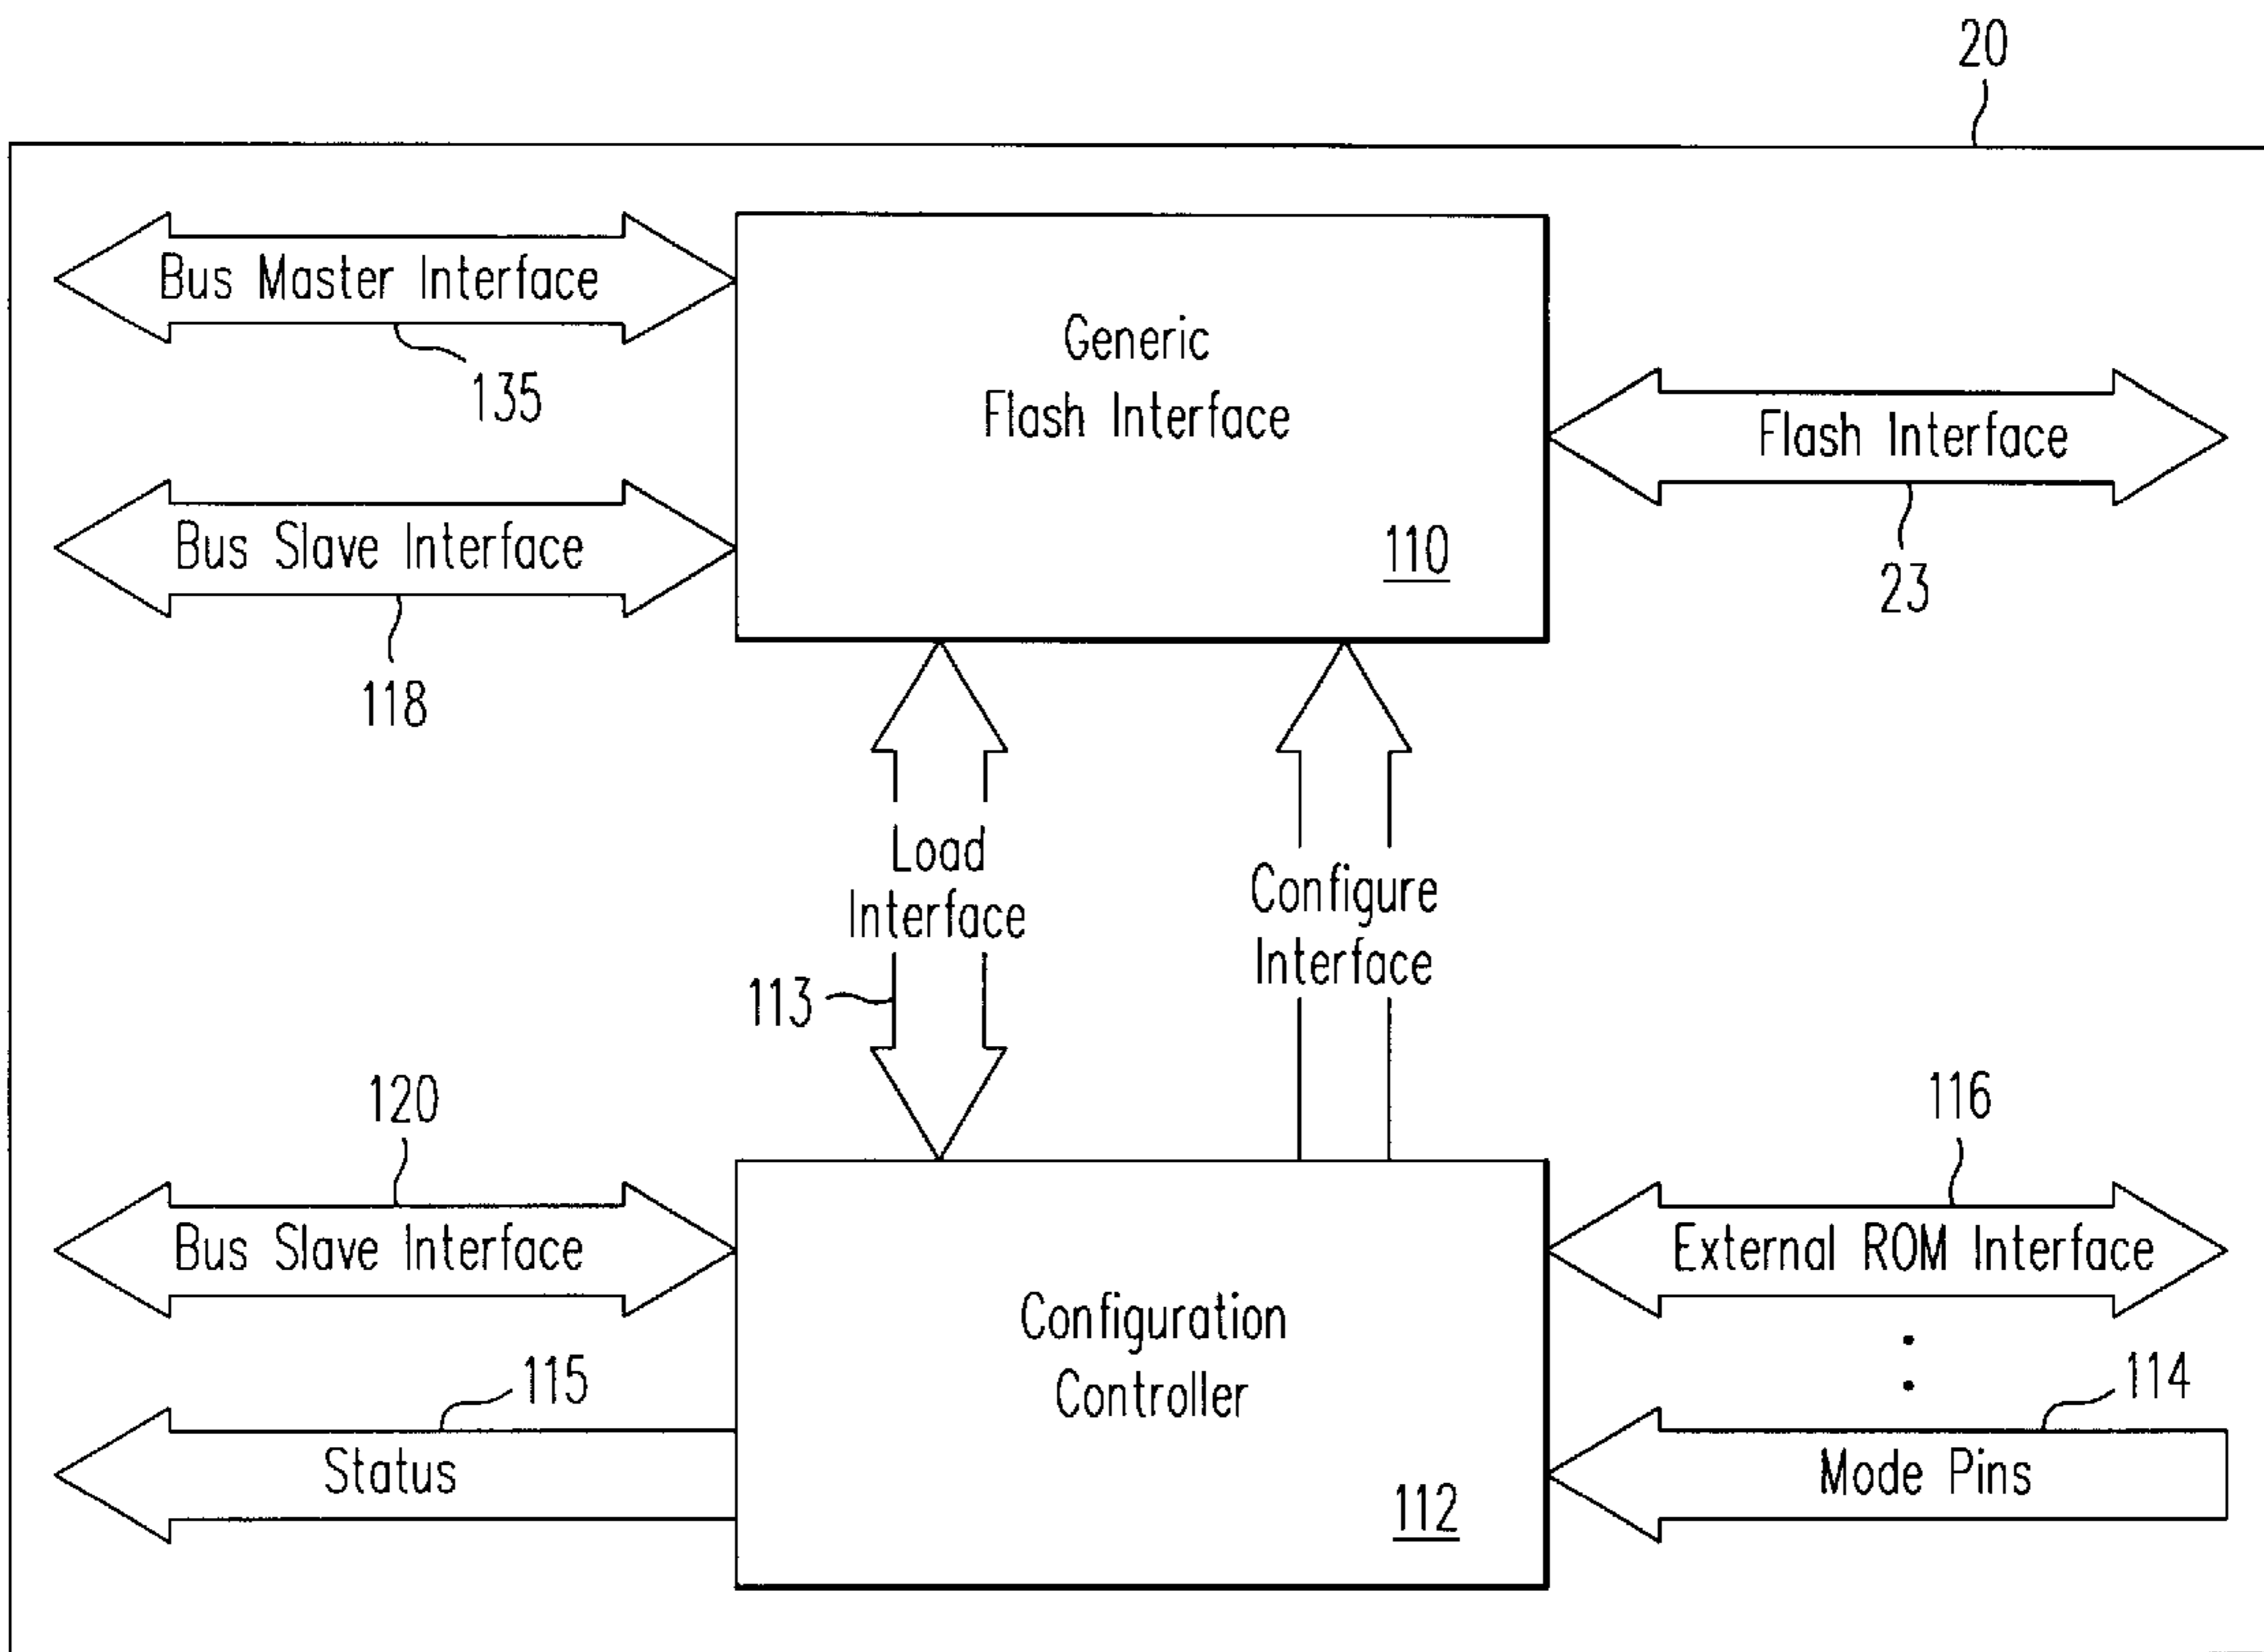 20
Bus Master Interface
135
Generic
Flash Interface
110
Flash Interface
23
Bus Slave Interface
118
Load
Interface
113
Configure
Interface
120
Bus Slave Interface
116
External ROM Interface
Configuration
Controller
112
115
Status
114
Mode Pins